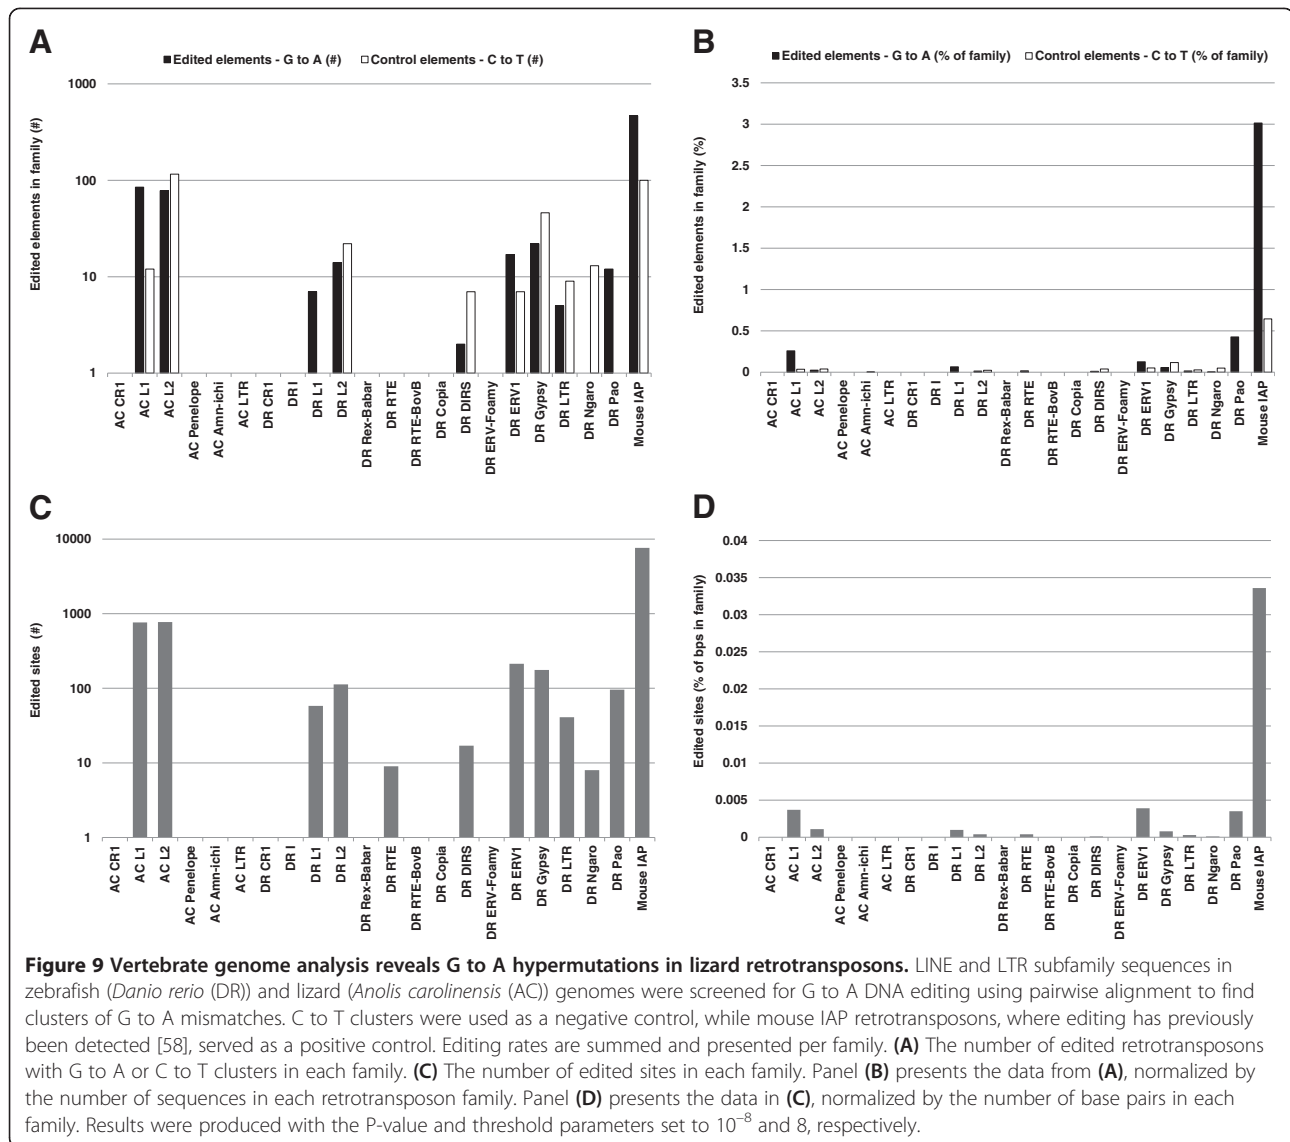 A
Edited elements - G to A (#) Control elements - C to T (#)
Edited elements in family (#)
1000
100
10
1
AC CR1
AC L1
AC L2
AC Penelope
AC Amn-ichi
AC LTR
DR CR1
DR I
DR L1
DR L2
DR Rex-Babar
DR RTE
DR RTE-BovB
DR Copia
DR DIRS
DR ERV-Foamy
DR ERV1
DR Gypsy
DR LTR
DR Ngaro
DR Pao
Mouse IAP
B
Edited elements - G to A (% of family) Control elements - C to T (% of family)
Edited elements in family (%)
3.5
3
2.5
2
1.5
1
0.5
0
AC CR1
AC L1
AC L2
AC Penelope
AC Amn-ichi
AC LTR
DR CR1
DR I
DR L1
DR L2
DR Rex-Babar
DR RTE
DR RTE-BovB
DR Copia
DR DIRS
DR ERV-Foamy
DR ERV1
DR Gypsy
DR LTR
DR Ngaro
DR Pao
Mouse IAP
C
Edited sites (#)
10000
1000
100
10
1
AC CR1
AC L1
AC L2
AC Penelope
AC Amn-ichi
AC LTR
DR CR1
DR I
DR L1
DR L2
DR Rex-Babar
DR RTE
DR RTE-BovB
DR Copia
DR DIRS
DR ERV-Foamy
DR ERV1
DR Gypsy
DR LTR
DR Ngaro
DR Pao
Mouse IAP
D
Edited sites (% of bps in family)
0.04
0.035
0.03
0.025
0.02
0.015
0.01
0.005
0
AC CR1
AC L1
AC L2
AC Penelope
AC Amn-ichi
AC LTR
DR CR1
DR I
DR L1
DR L2
DR Rex-Babar
DR RTE
DR RTE-BovB
DR Copia
DR DIRS
DR ERV-Foamy
DR ERV1
DR Gypsy
DR LTR
DR Ngaro
DR Pao
Mouse IAP
Figure 9 Vertebrate genome analysis reveals G to A hypermutations in lizard retrotransposons. LINE and LTR subfamily sequences in
zebrafish (Danio rerio (DR)) and lizard (Anolis carolinensis (AC)) genomes were screened for G to A DNA editing using pairwise alignment to find
clusters of G to A mismatches. C to T clusters were used as a negative control, while mouse IAP retrotransposons, where editing has previously
been detected [58], served as a positive control. Editing rates are summed and presented per family. (A) The number of edited retrotransposons
with G to A or C to T clusters in each family. (C) The number of edited sites in each family. Panel (B) presents the data from (A), normalized by
the number of sequences in each retrotransposon family. Panel (D) presents the data in (C), normalized by the number of base pairs in each
family. Results were produced with the P-value and threshold parameters set to 10⁻⁸ and 8, respectively.